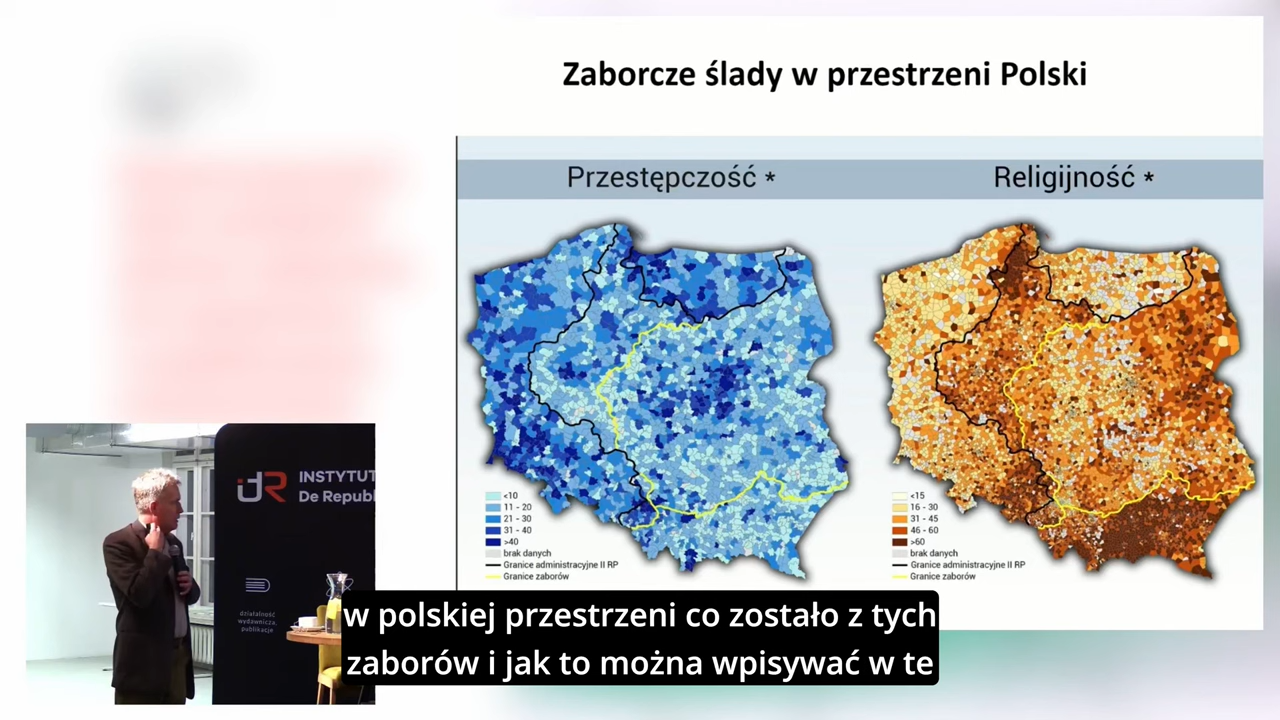 Zaborcze ślady w przestrzeni Polski
Przestępczość *
Religijność *
<10
11 - 20
21 - 30
31 - 40
>40
brak danych
Granice administracyjne II RP
Granice zaborów
<15
16 - 30
31 - 45
46 - 60
>60
brak danych
Granice administracyjne II RP
Granice zaborów
INSTYTUT
De Republ
działalność
wydawnicza,
publikacje
w polskiej przestrzeni co zostało z tych
zaborów i jak to można wpisywać w te